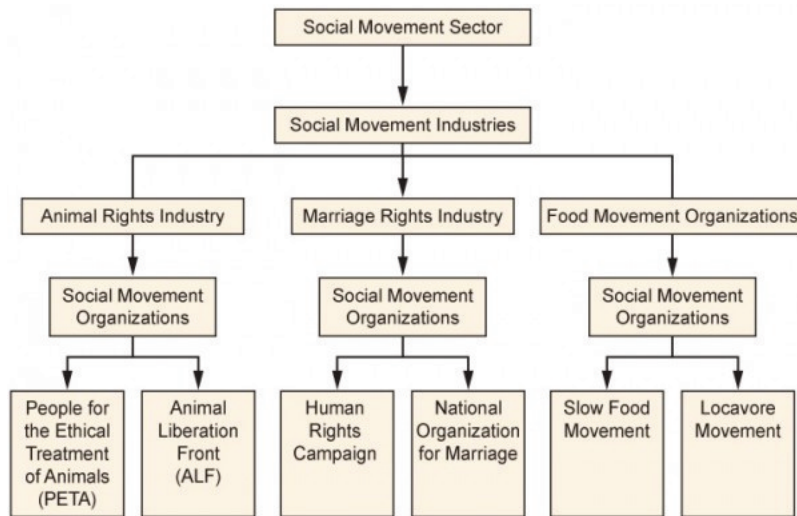 Social Movement Sector
Social Movement Industries
Animal Rights Industry
Marriage Rights Industry
Food Movement Organizations
Social Movement
Organizations
Social Movement
Organizations
Social Movement
Organizations
People for
the Ethical
Treatment
of Animals
(PETA)
Animal
Liberation
Front
(ALF)
Human
Rights
Campaign
National
Organization
for Marriage
Slow Food
Movement
Locavore
Movement